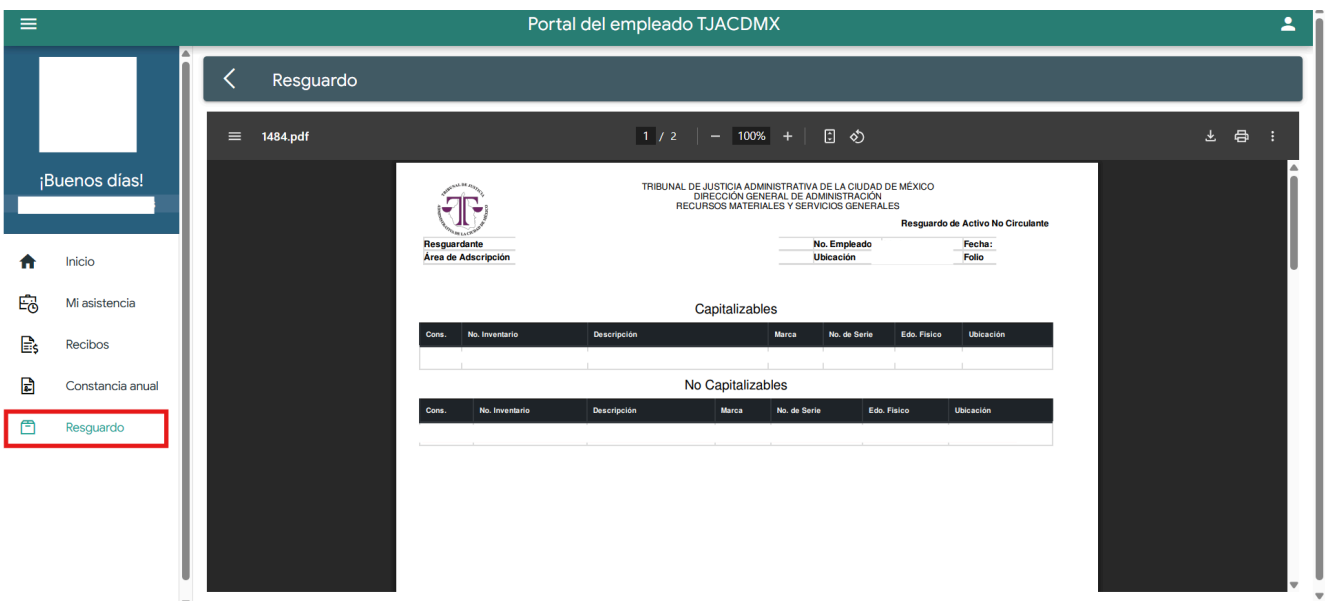 Portal del empleado TJACDMX
Resguardo
1484.pdf
1 / 2
100%
¡Buenos días!
Inicio
Mi asistencia
Recibos
Constancia anual
Resguardo
TRIBUNAL DE JUSTICIA ADMINISTRATIVA DE LA CIUDAD DE MÉXICO
DIRECCIÓN GENERAL DE ADMINISTRACIÓN
RECURSOS MATERIALES Y SERVICIOS GENERALES
Resguardo de Activo No Circulante
Resguardante No. Empleado Fecha:
Área de Adscripción Ubicación Folio
Capitalizables
Cons. No. Inventario Descripción Marca No. de Serie Edo. Fisico Ubicación
No Capitalizables
Cons. No. Inventario Descripción Marca No. de Serie Edo. Fisico Ubicación